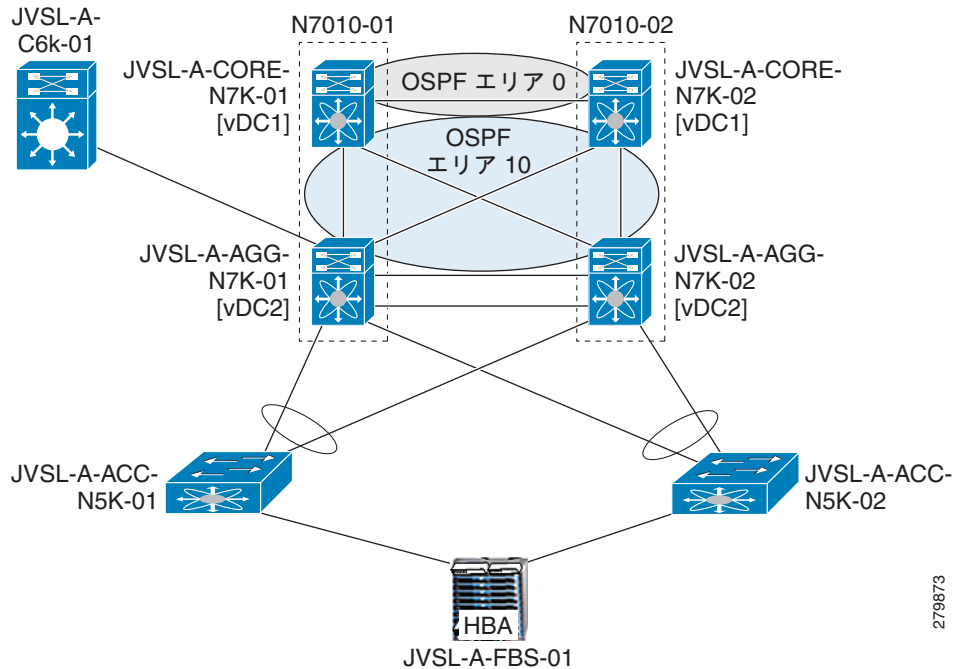 JVSL-A-
C6k-01
N7010-01
N7010-02
JVSL-A-CORE-
N7K-01
[vDC1]
OSPF エリア 0
JVSL-A-CORE-
N7K-02
[vDC1]
OSPF
エリア 10
JVSL-A-AGG-
N7K-01
[vDC2]
JVSL-A-AGG-
N7K-02
[vDC2]
JVSL-A-ACC-
N5K-01
JVSL-A-ACC-
N5K-02
HBA
JVSL-A-FBS-01
279873